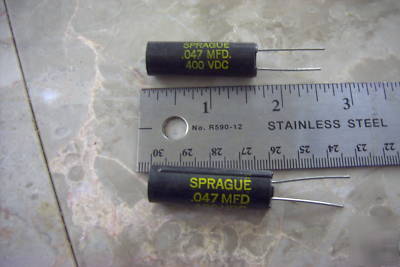 SPRAGUE
.047 MFD.
400 VDC
1 2 3
No. R590-12 STAINLESS STEEL
30 29 28 27 26 25 24 23 22
SPRAGUE
.047 MFD